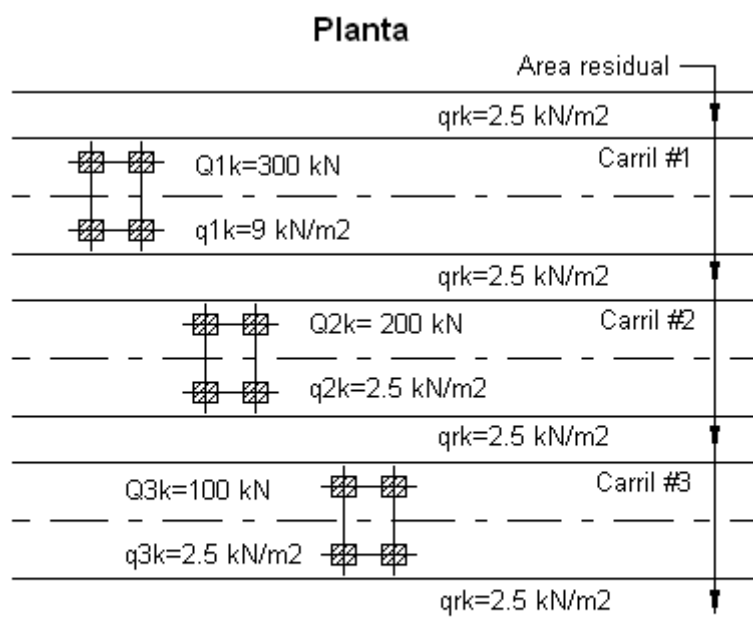 Planta
Area residual
qrk=2.5 kN/m2
Carril #1
Q1k=300 kN
q1k=9 kN/m2
qrk=2.5 kN/m2
Carril #2
Q2k= 200 kN
q2k=2.5 kN/m2
qrk=2.5 kN/m2
Carril #3
Q3k=100 kN
q3k=2.5 kN/m2
qrk=2.5 kN/m2